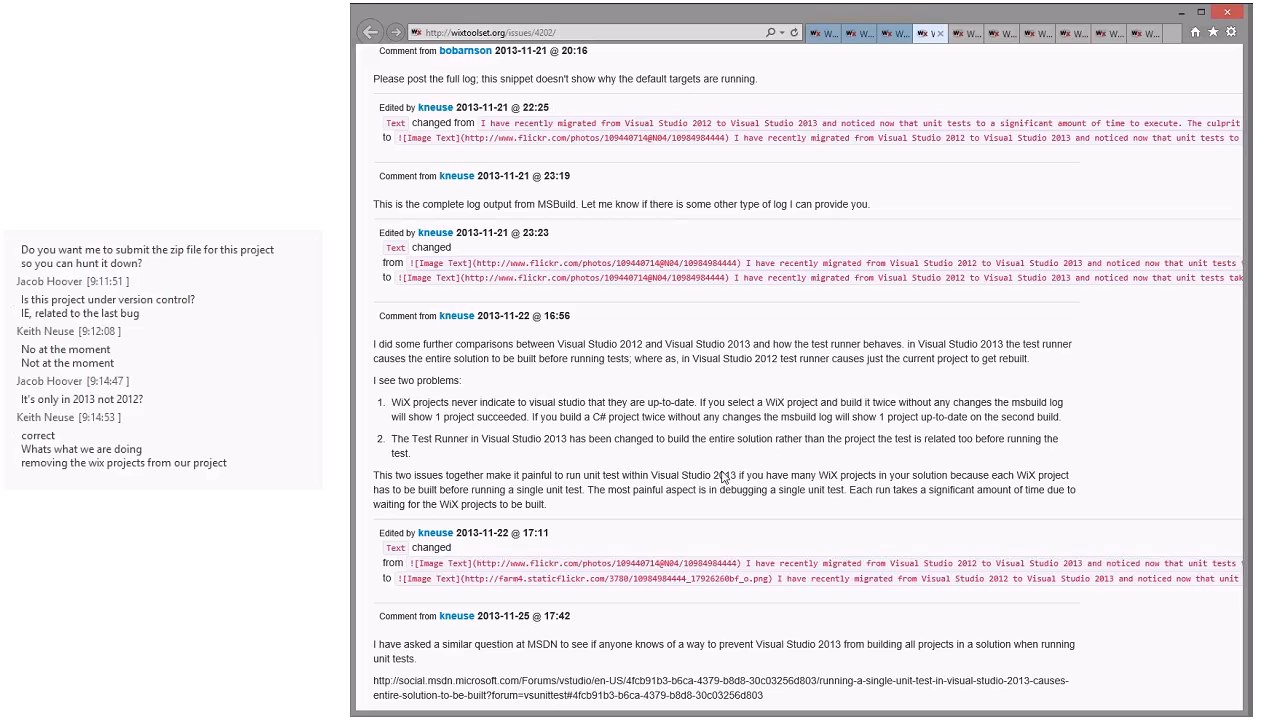 Do you want me to submit the zip file for this project
so you can hunt it down?
Jacob Hoover [9:11:51 ]
Is this project under version control?
IE, related to the last bug
Keith Neuse [9:12:08 ]
No at the moment
Not at the moment
Jacob Hoover [9:14:47 ]
It's only in 2013 not 2012?
Keith Neuse [9:14:53 ]
correct
Whats what we are doing
removing the wix projects from our project
http://wixtoolset.org/issues/4202/
W...
W...
W...
W
W...
W...
W...
W...
W...
W...
Comment from bobarnson 2013-11-21 @ 20:16
Please post the full log; this snippet doesn't show why the default targets are running.
Edited by kneuse 2013-11-21 @ 22:25
Text changed from I have recently migrated from Visual Studio 2012 to Visual Studio 2013 and noticed now that unit tests to a significant amount of time to execute. The culprit
to ![Image Text](http://www.flickr.com/photos/109440714@N04/10984984444) I have recently migrated from Visual Studio 2012 to Visual Studio 2013 and noticed now that unit tests to
Comment from kneuse 2013-11-21 @ 23:19
This is the complete log output from MSBuild. Let me know if there is some other type of log I can provide you.
Edited by kneuse 2013-11-21 @ 23:23
Text changed
from ![Image Text](http://www.flickr.com/photos/109440714@N04/10984984444) I have recently migrated from Visual Studio 2012 to Visual Studio 2013 and noticed now that unit tests
to ![Image Text](http://www.flickr.com/photos/109440714@N04/10984984444) I have recently migrated from Visual Studio 2012 to Visual Studio 2013 and noticed now that unit tests tak
Comment from kneuse 2013-11-22 @ 16:56
I did some further comparisons between Visual Studio 2012 and Visual Studio 2013 and how the test runner behaves. in Visual Studio 2013 the test runner
causes the entire solution to be built before running tests; where as, in Visual Studio 2012 test runner causes just the current project to get rebuilt.
I see two problems:
1. WiX projects never indicate to visual studio that they are up-to-date. If you select a WiX project and build it twice without any changes the msbuild log
will show 1 project succeeded. If you build a C# project twice without any changes the msbuild log will show 1 project up-to-date on the second build.
2. The Test Runner in Visual Studio 2013 has been changed to build the entire solution rather than the project the test is related too before running the
test.
This two issues together make it painful to run unit test within Visual Studio 2013 if you have many WiX projects in your solution because each WiX project
has to be built before running a single unit test. The most painful aspect is in debugging a single unit test. Each run takes a significant amount of time due to
waiting for the WiX projects to be built.
Edited by kneuse 2013-11-22 @ 17:11
Text changed
from ![Image Text](http://www.flickr.com/photos/109440714@N04/10984984444) I have recently migrated from Visual Studio 2012 to Visual Studio 2013 and noticed now that unit tests
to ![Image Text](http://farm4.staticflickr.com/3780/10984984444_17926260bf_o.png) I have recently migrated from Visual Studio 2012 to Visual Studio 2013 and noticed now that unit
Comment from kneuse 2013-11-25 @ 17:42
I have asked a similar question at MSDN to see if anyone knows of a way to prevent Visual Studio 2013 from building all projects in a solution when running
unit tests.
http://social.msdn.microsoft.com/Forums/vstudio/en-US/4fcb91b3-b6ca-4379-b8d8-30c03256d803/running-a-single-unit-test-in-visual-studio-2013-causes-
entire-solution-to-be-built?forum=vsunittest#4fcb91b3-b6ca-4379-b8d8-30c03256d803